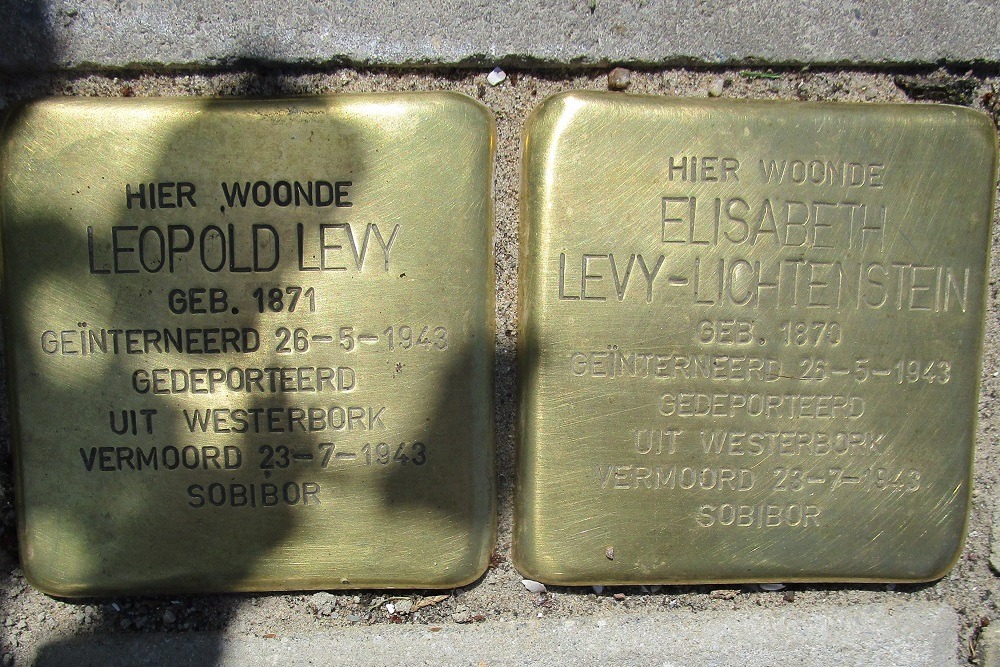 HIER WOONDE
LEOPOLD LEVY
GEB. 1871
GEÏNTERNEERD 26-5-1943
GEDEPORTEERD
UIT WESTERBORK
VERMOORD 23-7-1943
SOBIBOR
HIER WOONDE
ELISABETH
LEVY-LICHTENSTEIN
GEB. 1870
GEÏNTERNEERD 26-5-1943
GEDEPORTEERD
UIT WESTERBORK
VERMOORD 23-7-1943
SOBIBOR